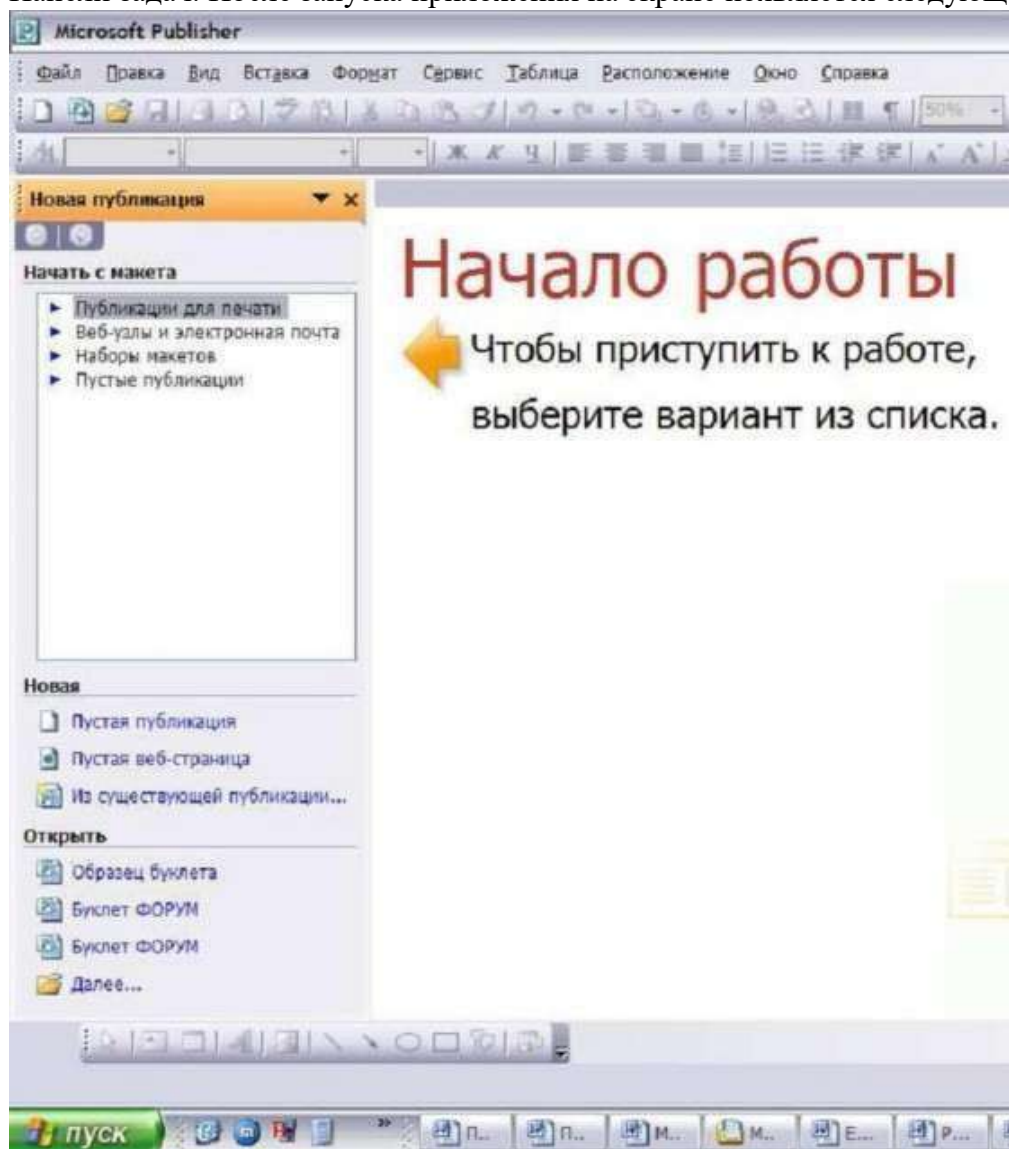 Microsoft Publisher
Файл Правка Вид Вставка Формат Сервис Таблица Расположение Окно Справка
50%
Ж К Ч
Новая публикация
Начать с макета
Публикации для печати
Веб-узлы и электронная почта
Наборы макетов
Пустые публикации
Начало работы
Чтобы приступить к работе,
выберите вариант из списка.
Новая
Пустая публикация
Пустая веб-страница
Из существующей публикации...
Открыть
Образец буклета
Буклет ФОРУМ
Буклет ФОРУМ
Далее...
пуск П... П... М... М... Е... Р...